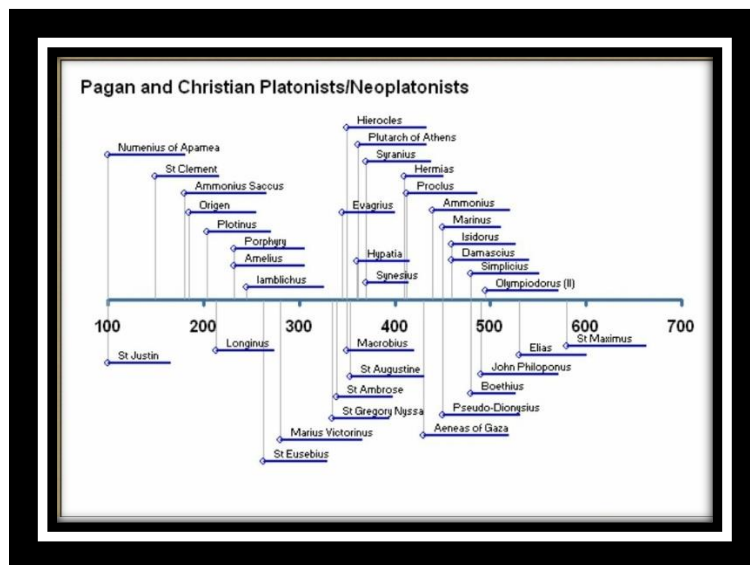 Pagan and Christian Platonists/Neoplatonists
Hierocles
Plutarch of Athens
Numenius of Apamea
Syranius
St Clement
Hermias
Ammonius Saccus
Proclus
Origen
Evagrius
Ammonius
Plotinus
Marinus
Porphyry
Isidorus
Amelius
Hypatia
Damascius
Iamblichus
Synesius
Simplicius
Olympiodorus (II)
100 200 300 400 500 600 700
St Justin
Longinus
Macrobius
Elias
St Maximus
St Augustine
John Philoponus
St Ambrose
Boethius
St Gregory Nyssa
Pseudo-Dionysius
Marius Victorinus
Aeneas of Gaza
St Eusebius